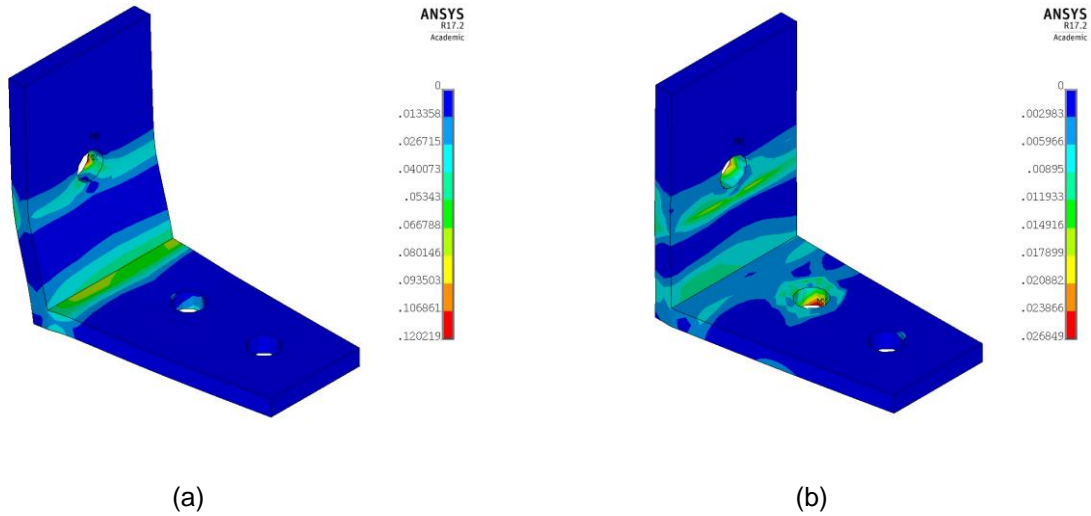 ANSYS
R17.2
Academic
0
.013358
.026715
.040073
.05343
.066788
.080146
.093503
.106861
.120219
(a)
ANSYS
R17.2
Academic
0
.002983
.005966
.00895
.011933
.014916
.017899
.020882
.023866
.026849
(b)